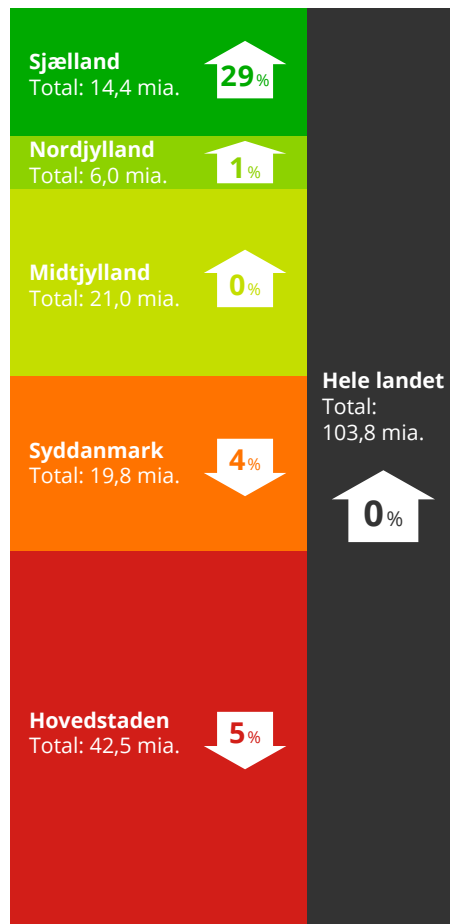 Sjælland
Total: 14,4 mia.
29%
Nordjylland
Total: 6,0 mia.
1%
Midtjylland
Total: 21,0 mia.
0%
Syddanmark
Total: 19,8 mia.
4%
Hovedstaden
Total: 42,5 mia.
5%
Hele landet
Total:
103,8 mia.
0%